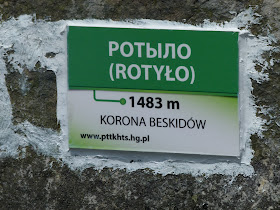 РОТЫЛО
(ROTYŁO)
1483 m
KORONA BESKIDÓW
www.pttkhts.hg.pl